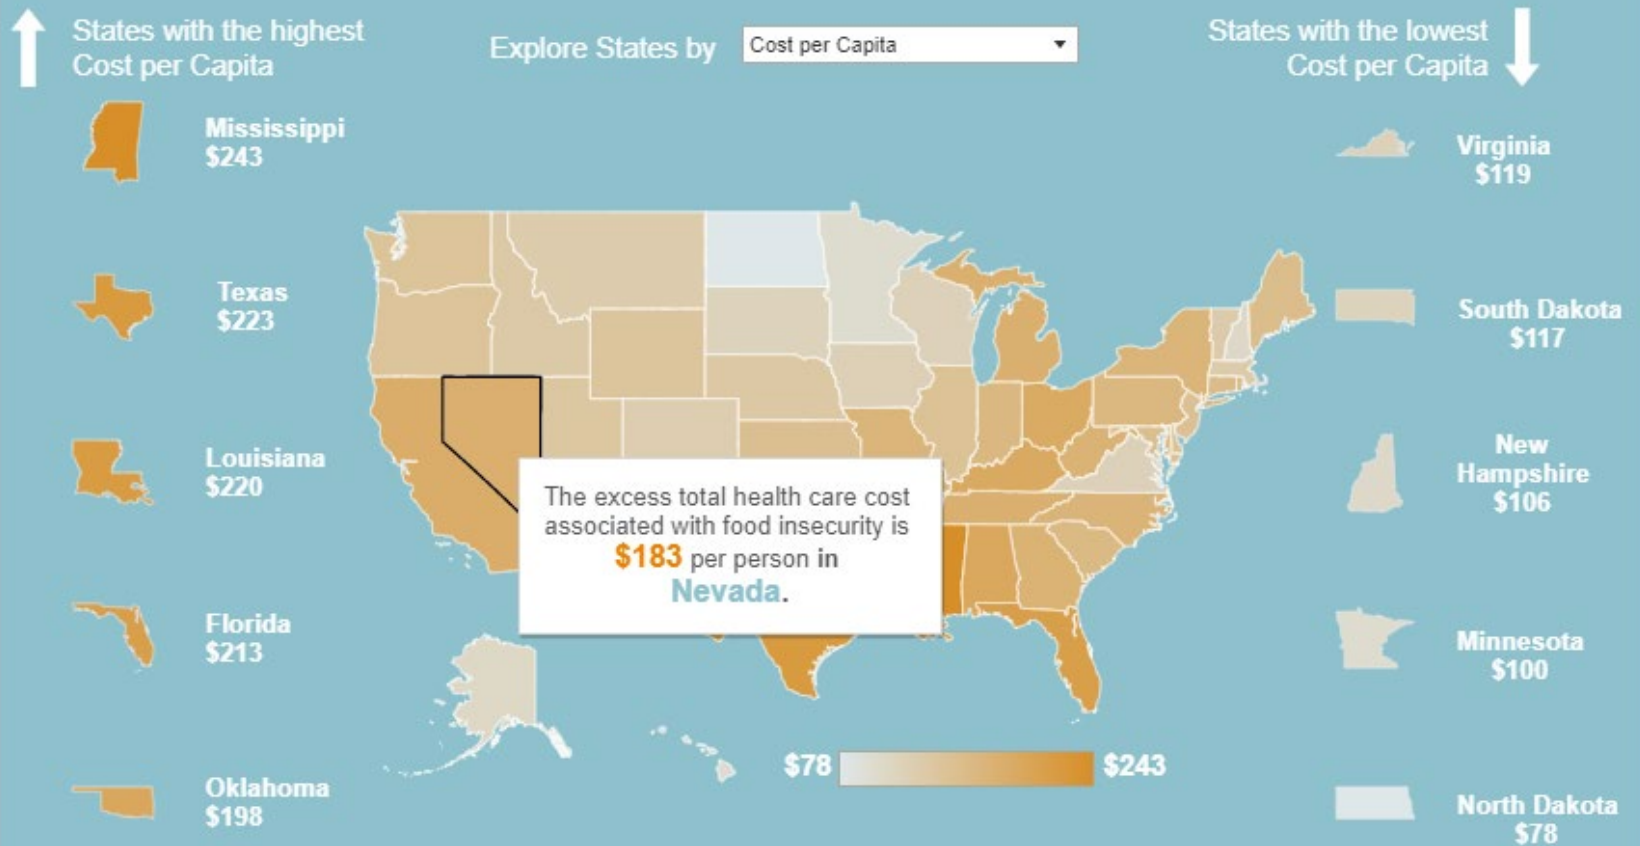 States with the highest
Cost per Capita
Explore States by
Cost per Capita
States with the lowest
Cost per Capita
Mississippi
$243
Texas
$223
Louisiana
$220
Florida
$213
Oklahoma
$198
The excess total health care cost
associated with food insecurity is
$183 per person in
Nevada.
$78
$243
Virginia
$119
South Dakota
$117
New
Hampshire
$106
Minnesota
$100
North Dakota
$78